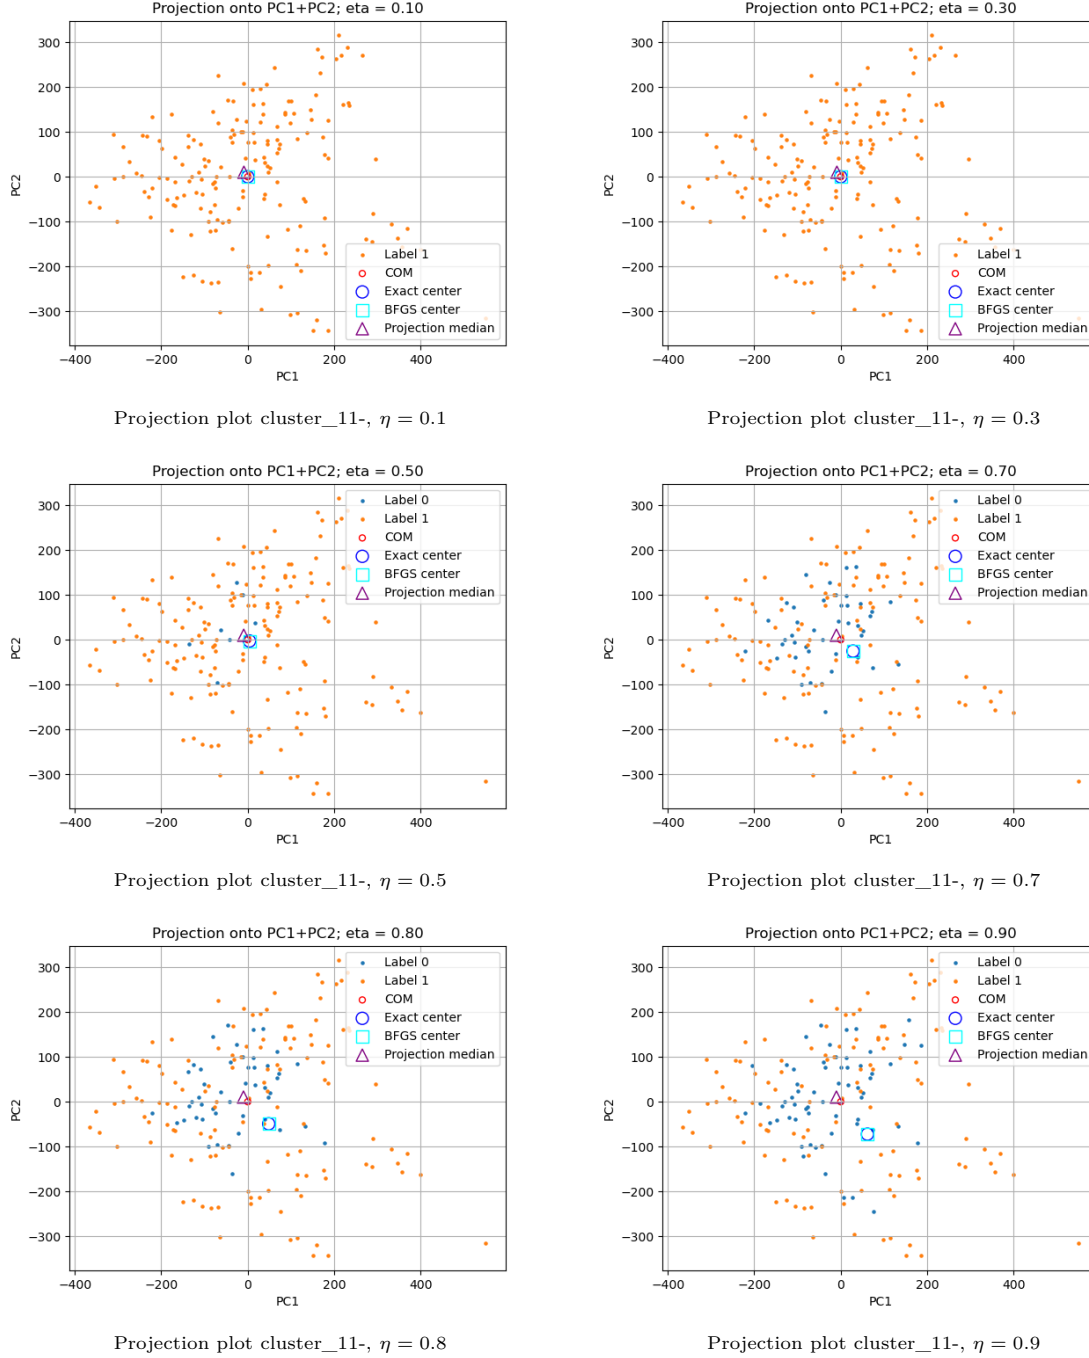 Projection onto PC1+PC2; eta = 0.10
300
200
100
0
−100
−200
−300
PC2
Label 1
COM
Exact center
BFGS center
Projection median
−400 −200 0 200 400
PC1
Projection plot cluster_11-, η = 0.1
Projection onto PC1+PC2; eta = 0.30
300
200
100
0
−100
−200
−300
PC2
Label 1
COM
Exact center
BFGS center
Projection median
−400 −200 0 200 400
PC1
Projection plot cluster_11-, η = 0.3
Projection onto PC1+PC2; eta = 0.50
300
200
100
0
−100
−200
−300
PC2
Label 0
Label 1
COM
Exact center
BFGS center
Projection median
−400 −200 0 200 400
PC1
Projection plot cluster_11-, η = 0.5
Projection onto PC1+PC2; eta = 0.70
300
200
100
0
−100
−200
−300
PC2
Label 0
Label 1
COM
Exact center
BFGS center
Projection median
−400 −200 0 200 400
PC1
Projection plot cluster_11-, η = 0.7
Projection onto PC1+PC2; eta = 0.80
300
200
100
0
−100
−200
−300
PC2
Label 0
Label 1
COM
Exact center
BFGS center
Projection median
−400 −200 0 200 400
PC1
Projection plot cluster_11-, η = 0.8
Projection onto PC1+PC2; eta = 0.90
300
200
100
0
−100
−200
−300
PC2
Label 0
Label 1
COM
Exact center
BFGS center
Projection median
−400 −200 0 200 400
PC1
Projection plot cluster_11-, η = 0.9